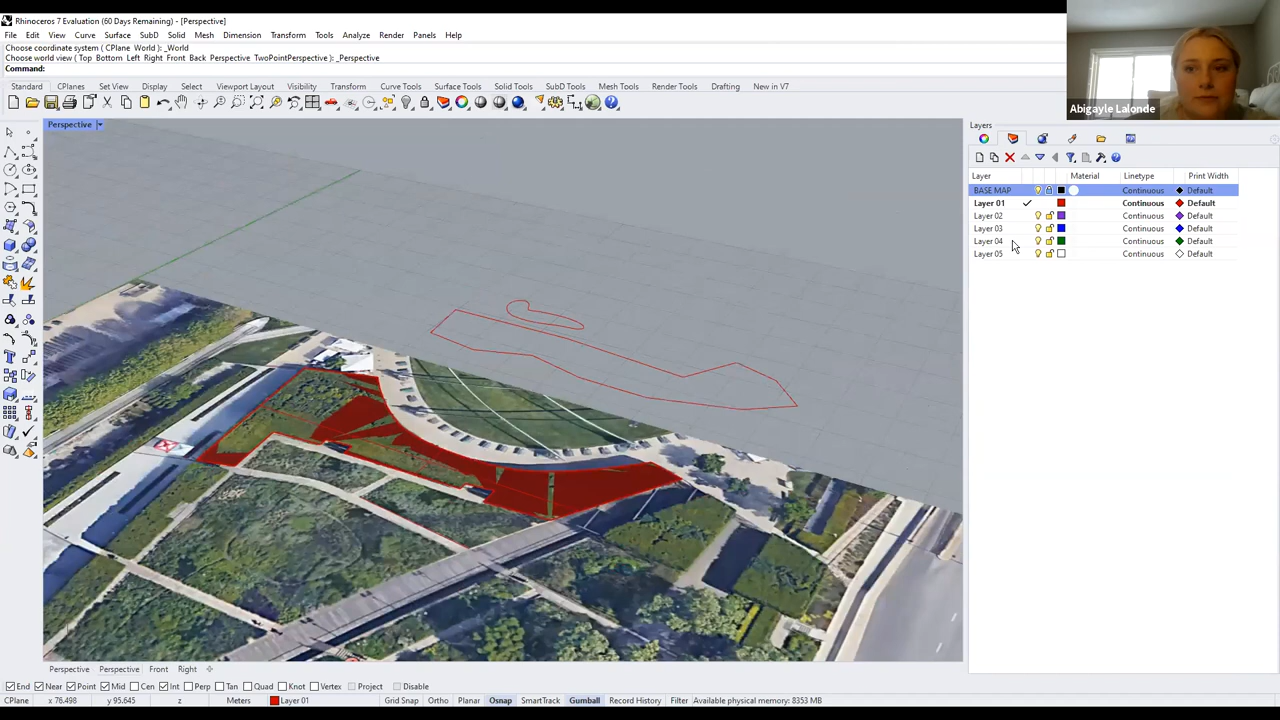 Rhinoceros 7 Evaluation (60 Days Remaining) - [Perspective]
File Edit View Curve Surface SubD Solid Mesh Dimension Transform Tools Analyze Render Panels Help
Choose coordinate system ( CPlane World ): _World
Choose world view ( Top Bottom Left Right Front Back Perspective TwoPointPerspective ): _Perspective
Command:
Standard CPlanes Set View Display Select Viewport Layout Visibility Transform Curve Tools Surface Tools Solid Tools SubD Tools Mesh Tools Render Tools Drafting New in V7
Abigayle Lalonde
Perspective
Layers
Layer Material Linetype Print Width
BASE MAP Continuous Default
Layer 01 Continuous Default
Layer 02 Continuous Default
Layer 03 Continuous Default
Layer 04 Continuous Default
Layer 05 Continuous Default
Perspective Perspective Front Right
End Near Point Mid Cen Int Perp Tan Quad Knot Vertex Project Disable
CPlane x 76.498 y 95.645 z Meters Layer 01 Grid Snap Ortho Planar Osnap SmartTrack Gumball Record History Filter Available physical memory: 8353 MB